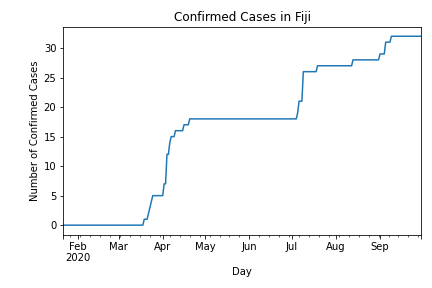 Confirmed Cases in Fiji
Number of Confirmed Cases
30
25
20
15
10
5
0
Feb Mar Apr May Jun Jul Aug Sep
2020
Day